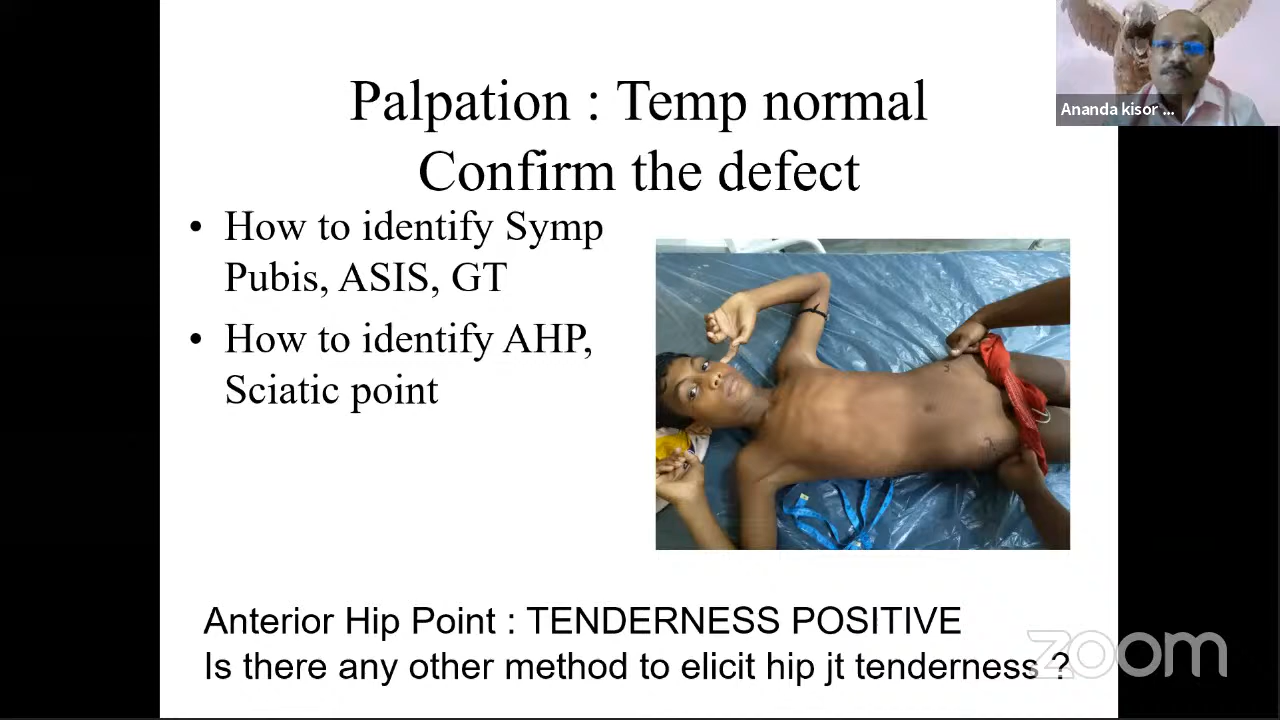 Palpation : Temp normal
Confirm the defect
• How to identify Symp
Pubis, ASIS, GT
• How to identify AHP,
Sciatic point
Anterior Hip Point : TENDERNESS POSITIVE
Is there any other method to elicit hip jt tenderness ?
Ananda kisor ...
zoom